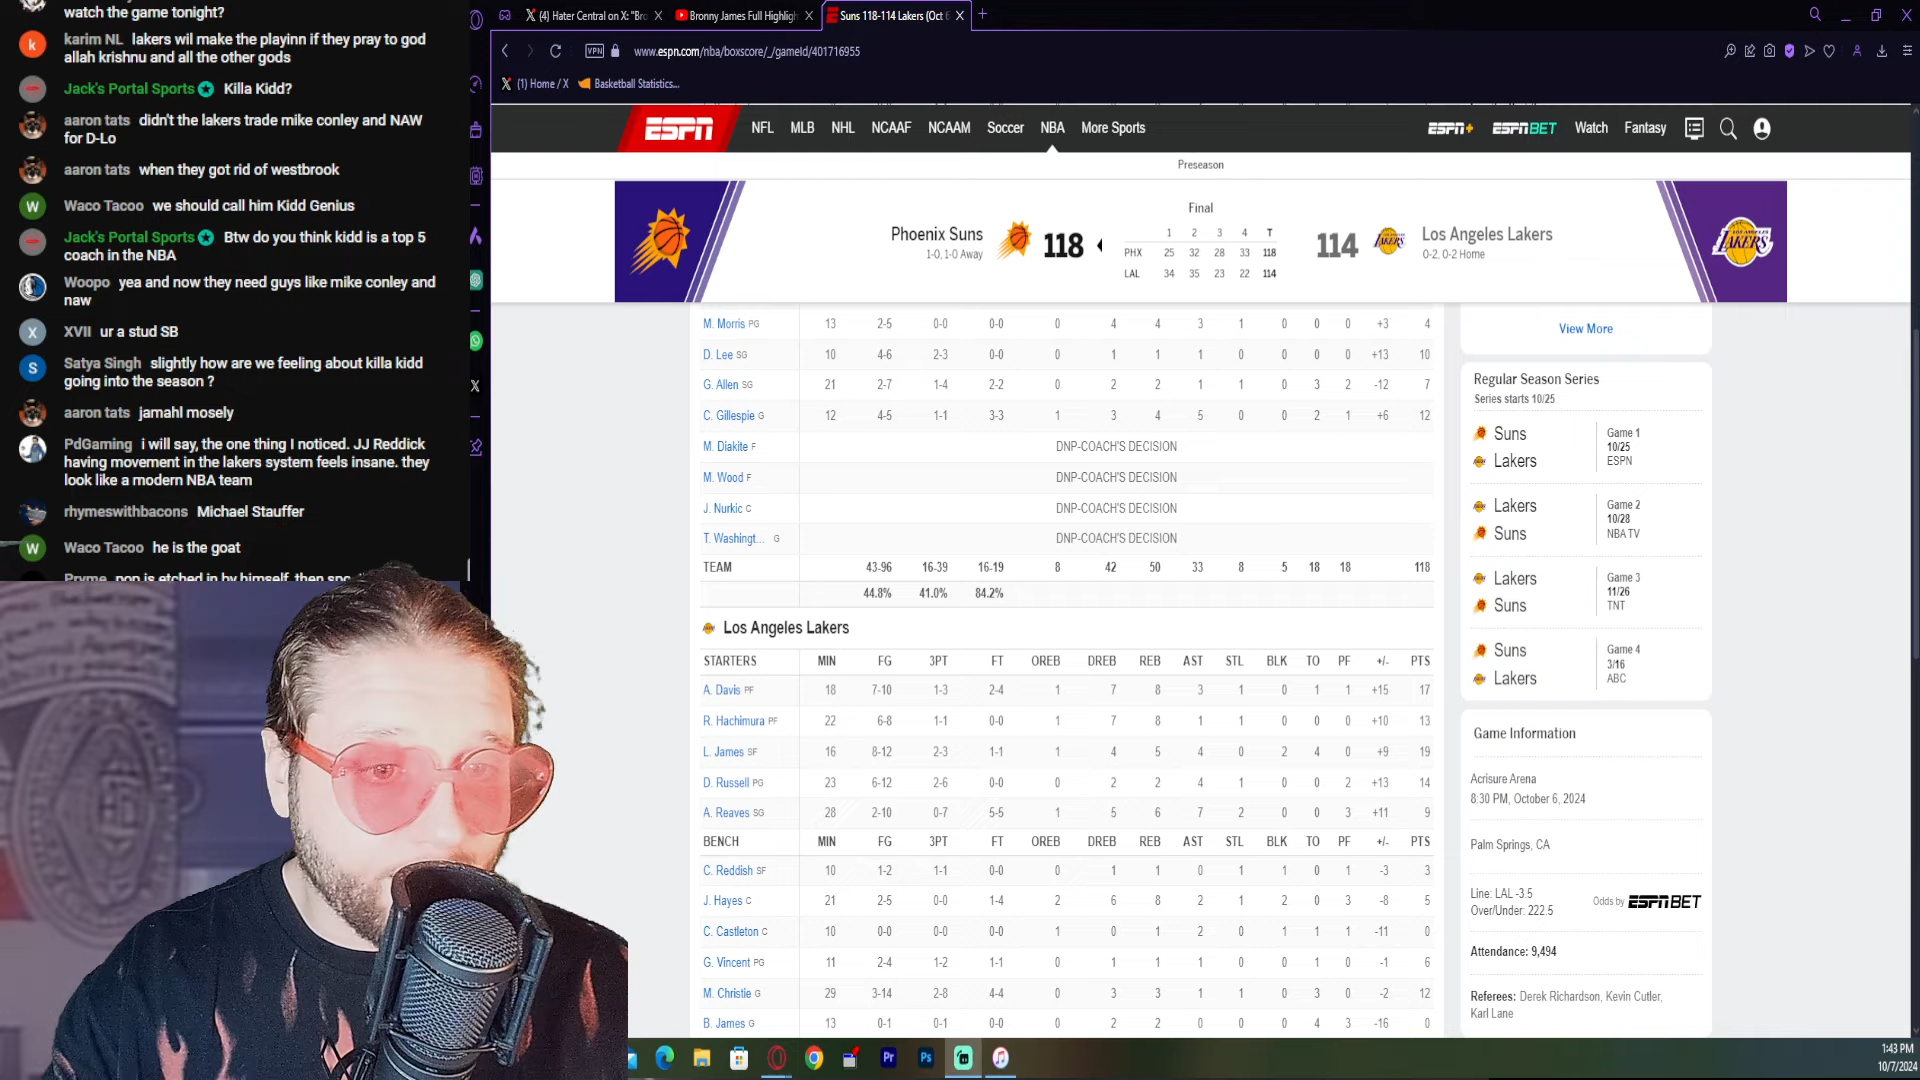 watch the game tonight?
karim NL lakers wil make the playinn if they pray to god
allah krishnu and all the other gods
Jack's Portal Sports Killa Kidd?
aaron tats didn't the lakers trade mike conley and NAW
for D-Lo
aaron tats when they got rid of westbrook
Waco Tacoo we should call him Kidd Genius
Jack's Portal Sports Btw do you think kidd is a top 5
coach in the NBA
Woopo yea and now they need guys like mike conley and
naw
XVII ur a stud SB
Satya Singh slightly how are we feeling about killa kidd
going into the season ?
aaron tats jamahl mosely
PdGaming i will say, the one thing I noticed. JJ Reddick
having movement in the lakers system feels insane. they
look like a modern NBA team
rhymeswithbacons Michael Stauffer
Waco Tacoo he is the goat
Pryme pop is etched in by himself, then spo
(4) Hater Central on X: "Bro
Bronny James Full Highligh
Suns 118-114 Lakers (Oct 6
VPN www.espn.com/nba/boxscore/_/gameId/401716955
(1) Home / X Basketball Statistics...
ESPN NFL MLB NHL NCAAF NCAAM Soccer NBA More Sports ESPN+ ESPN BET Watch Fantasy
Preseason
Final
Phoenix Suns 118 1 2 3 4 T 114 Los Angeles Lakers
1-0, 1-0 Away PHX 25 32 28 33 118 0-2, 0-2 Home
LAL 34 35 23 22 114
LAKERS
M. Morris PG 13 2-5 0-0 0-0 0 4 4 3 1 0 0 0 +3 4
D. Lee SG 10 4-6 2-3 0-0 0 1 1 1 0 0 0 0 +13 10
G. Allen SG 21 2-7 1-4 2-2 0 2 2 1 1 0 3 2 -12 7
C. Gillespie G 12 4-5 1-1 3-3 1 3 4 5 0 0 2 1 +6 12
M. Diakite F DNP-COACH'S DECISION
M. Wood F DNP-COACH'S DECISION
J. Nurkic C DNP-COACH'S DECISION
T. Washingt... G DNP-COACH'S DECISION
TEAM 43-96 16-39 16-19 8 42 50 33 8 5 18 18 118
44.8% 41.0% 84.2%
Los Angeles Lakers
STARTERS MIN FG 3PT FT OREB DREB REB AST STL BLK TO PF +/- PTS
A. Davis PF 18 7-10 1-3 2-4 1 7 8 3 1 0 1 1 +15 17
R. Hachimura PF 22 6-8 1-1 0-0 1 7 8 1 1 0 0 0 +10 13
L. James SF 16 8-12 2-3 1-1 1 4 5 4 0 2 4 0 +9 19
D. Russell PG 23 6-12 2-6 0-0 0 2 2 4 1 0 0 2 +13 14
A. Reaves SG 28 2-10 0-7 5-5 1 5 6 7 2 0 0 3 +11 9
BENCH MIN FG 3PT FT OREB DREB REB AST STL BLK TO PF +/- PTS
C. Reddish SF 10 1-2 1-1 0-0 0 1 1 0 1 1 0 1 -3 3
J. Hayes C 21 2-5 0-0 1-4 2 6 8 2 1 2 0 3 -8 5
C. Castleton C 10 0-0 0-0 0-0 1 0 1 2 0 1 1 1 -11 0
G. Vincent PG 11 2-4 1-2 1-1 0 1 1 1 0 0 1 0 -1 6
M. Christie G 29 3-14 2-8 4-4 0 3 3 1 1 0 3 0 -2 12
B. James G 13 0-1 0-1 0-0 0 2 2 0 0 0 4 3 -16 0
View More
Regular Season Series
Series starts 10/25
Suns Game 1
10/25
Lakers ESPN
Lakers Game 2
10/28
Suns NBA TV
Lakers Game 3
11/26
Suns TNT
Suns Game 4
3/16
Lakers ABC
Game Information
Acrisure Arena
8:30 PM, October 6, 2024
Palm Springs, CA
Line: LAL -3.5
Over/Under: 222.5 Odds by ESPN BET
Attendance: 9,494
Referees: Derek Richardson, Kevin Cutler,
Karl Lane
Pr Ps
1:43 PM
10/7/2024